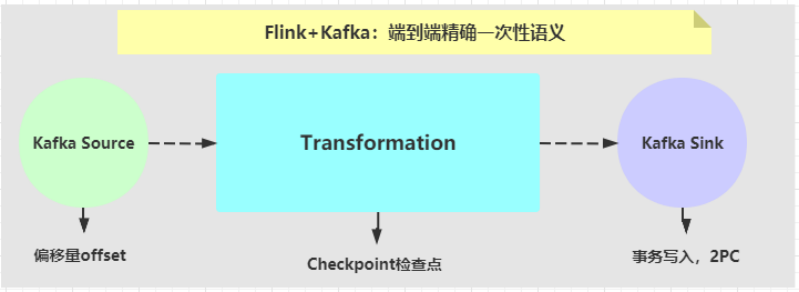 Flink+Kafka：端到端精确一次性语义
Kafka Source
Transformation
Kafka Sink
偏移量offset
Checkpoint检查点
事务写入，2PC